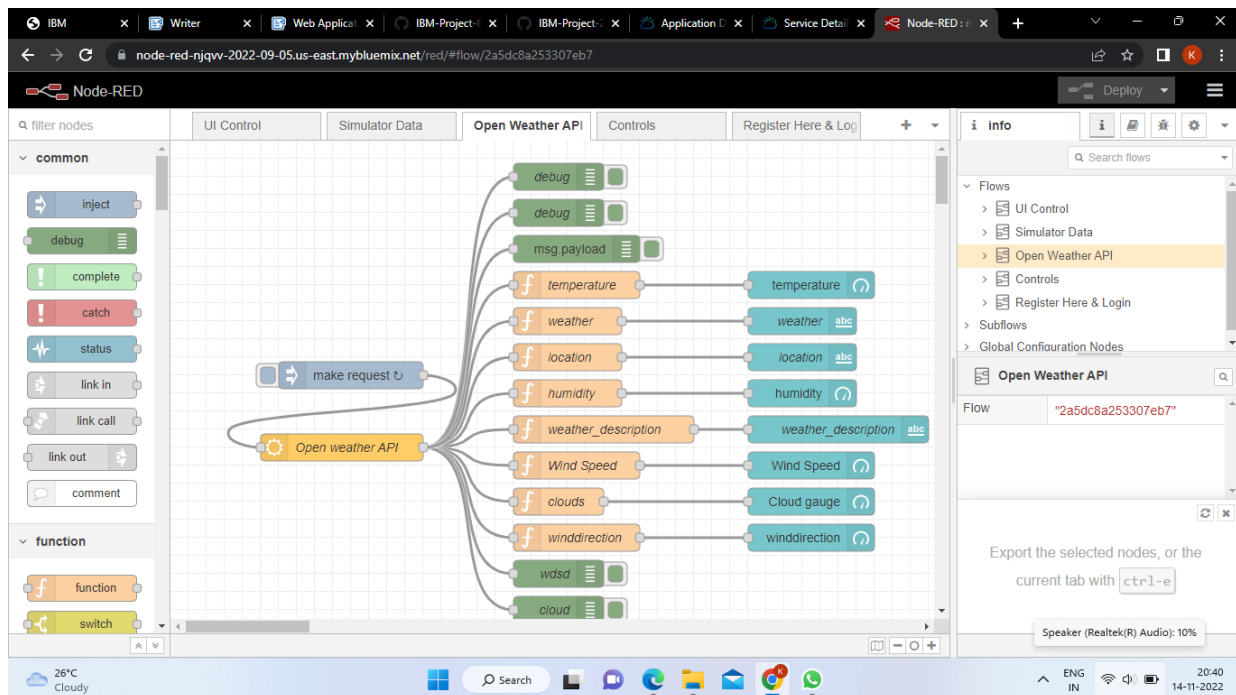 IBM
Writer
Web Applicat
IBM-Project-
IBM-Project-2
Application D
Service Detail
Node-RED :
node-red-njqvv-2022-09-05.us-east.mybluemix.net/red/#flow/2a5dc8a253307eb7
K
Node-RED
Deploy
filter nodes
UI Control
Simulator Data
Open Weather API
Controls
Register Here & Log
info
i
common
Search flows
inject
debug
complete
catch
status
link in
link call
link out
comment
function
function
switch
debug
debug
msg.payload
temperature
temperature
weather
weather
abc
location
location
abc
make request ↻
humidity
humidity
weather_description
weather_description
abc
Open weather API
Wind Speed
Wind Speed
clouds
Cloud gauge
winddirection
winddirection
wdsd
cloud
Flows
UI Control
Simulator Data
Open Weather API
Controls
Register Here & Login
Subflows
Global Configuration Nodes
Open Weather API
Flow
"2a5dc8a253307eb7"
Export the selected nodes, or the
current tab with ctrl-e
Speaker (Realtek(R) Audio): 10%
26°C
Cloudy
Search
K
ENG
IN
20:40
14-11-2022